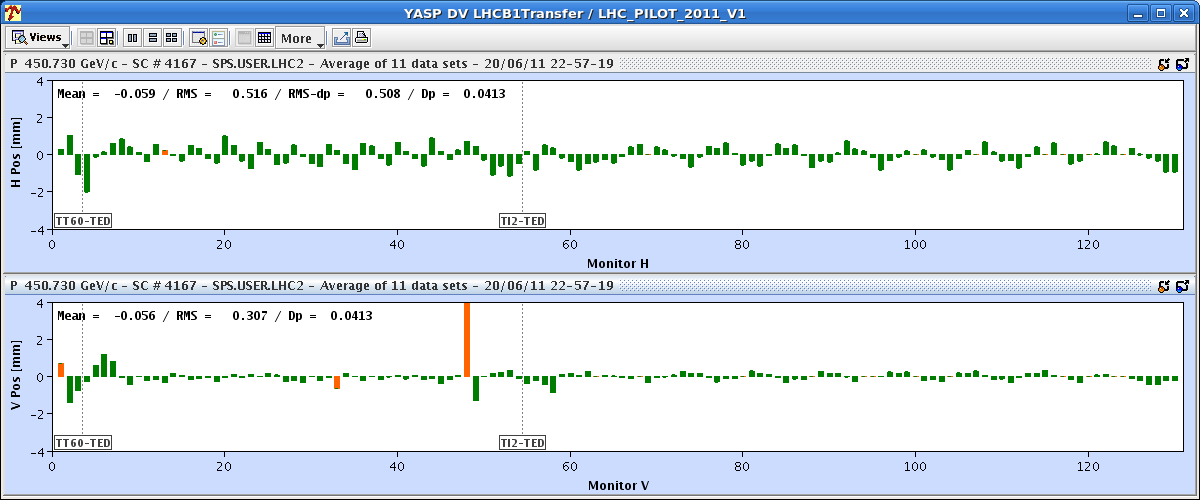 YASP DV LHCB1Transfer / LHC_PILOT_2011_V1
Views More
P 450.730 GeV/c - SC # 4167 - SPS.USER.LHC2 - Average of 11 data sets - 20/06/11 22-57-19
Mean = -0.059 / RMS = 0.516 / RMS-dp = 0.508 / Dp = 0.0413
H Pos [mm]
4
2
0
-2
-4
TT60-TED TI2-TED
0 20 40 60 80 100 120
Monitor H
P 450.730 GeV/c - SC # 4167 - SPS.USER.LHC2 - Average of 11 data sets - 20/06/11 22-57-19
Mean = -0.056 / RMS = 0.307 / Dp = 0.0413
V Pos [mm]
4
2
0
-2
-4
TT60-TED TI2-TED
0 20 40 60 80 100 120
Monitor V